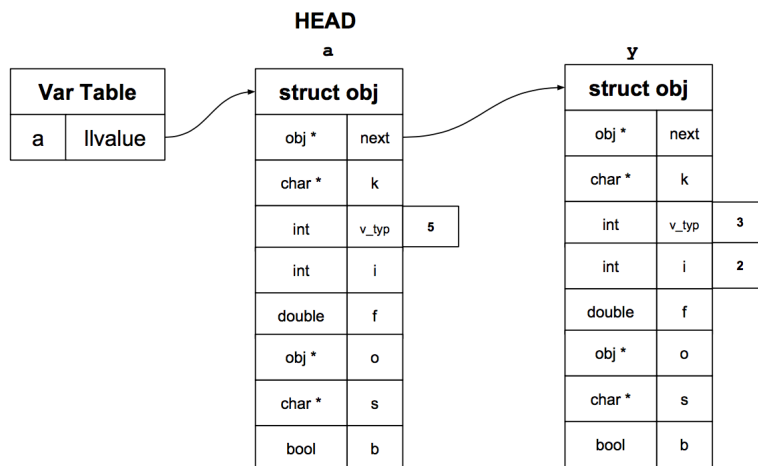 HEAD
a
y
Var Table
a llvalue
struct obj
obj * next
char * k
int v_typ 5
int i
double f
obj * o
char * s
bool b
struct obj
obj * next
char * k
int v_typ 3
int i 2
double f
obj * o
char * s
bool b